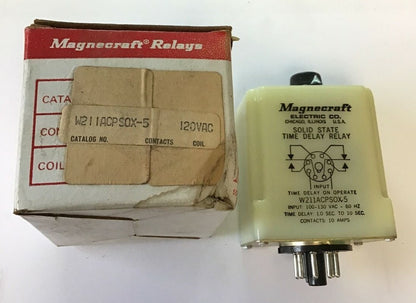 Magnecraft® Relays
CATA
CON
COIL
W211ACPSOX-5 120VAC
CATALOG NO. CONTACTS COIL
Magnecraft
ELECTRIC CO.
CHICAGO, ILLINOIS U.S.A.
SOLID STATE
TIME DELAY RELAY
INPUT
TIME DELAY ON OPERATE
W211ACPSOX-5
INPUT: 100-130 VAC - 60 HZ
TIME DELAY: 1.0 SEC. TO 10 SEC.
CONTACTS: 10 AMPS